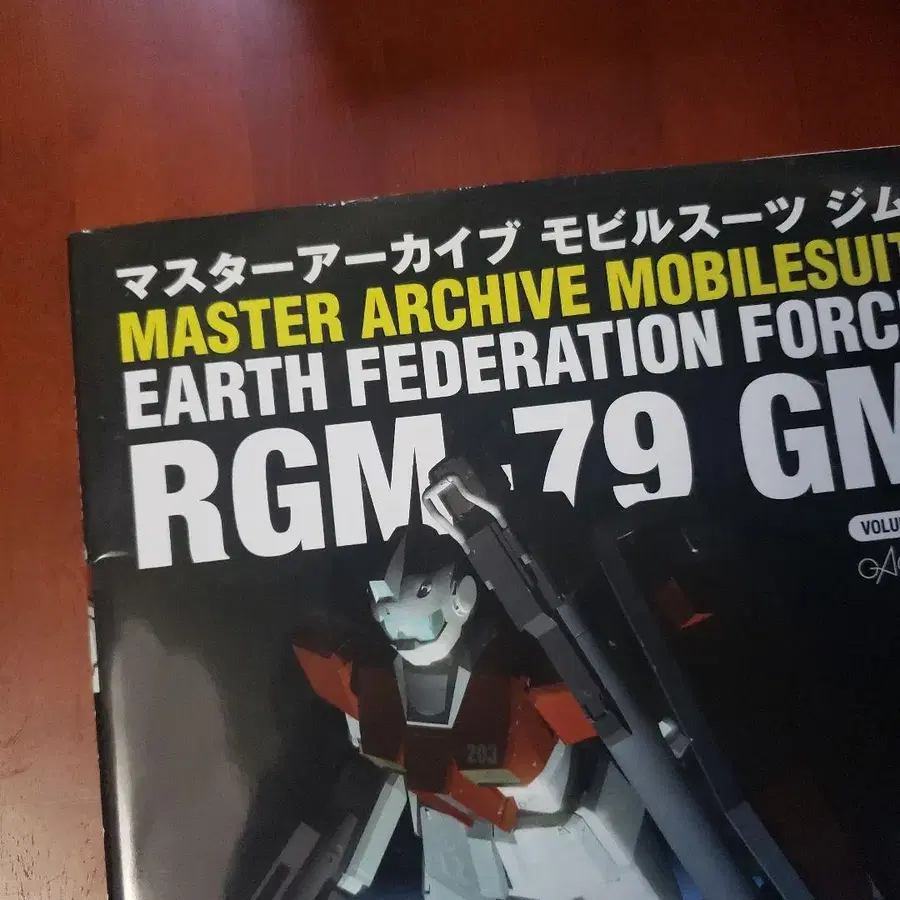 マスターアーカイブ モビルスーツ ジム
MASTER ARCHIVE MOBILESUIT
EARTH FEDERATION FORC
RGM-79 GM
VOLU
203